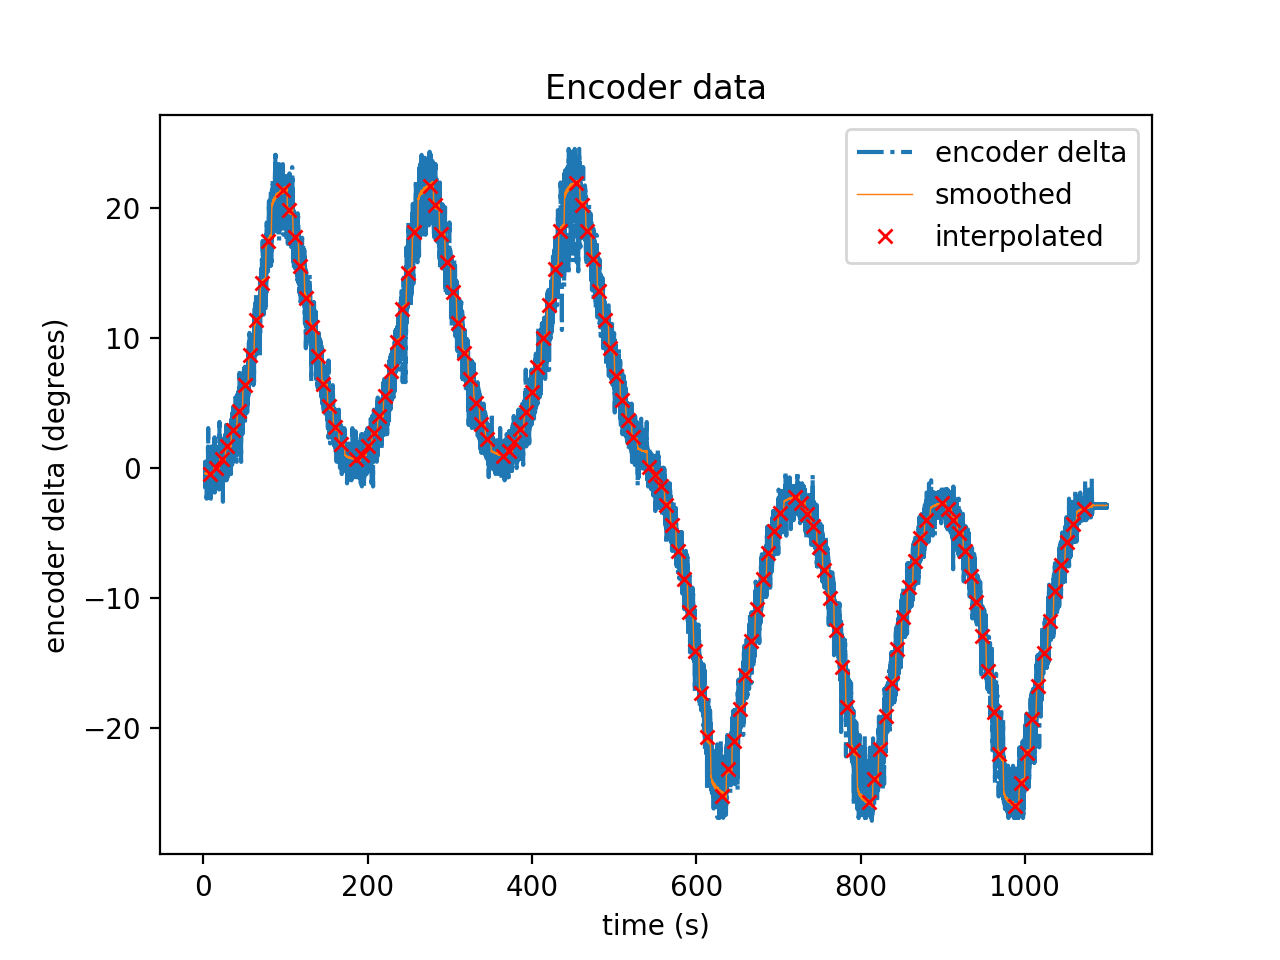 Encoder data
encoder delta
smoothed
interpolated
encoder delta (degrees)
20
10
0
−10
−20
0 200 400 600 800 1000
time (s)